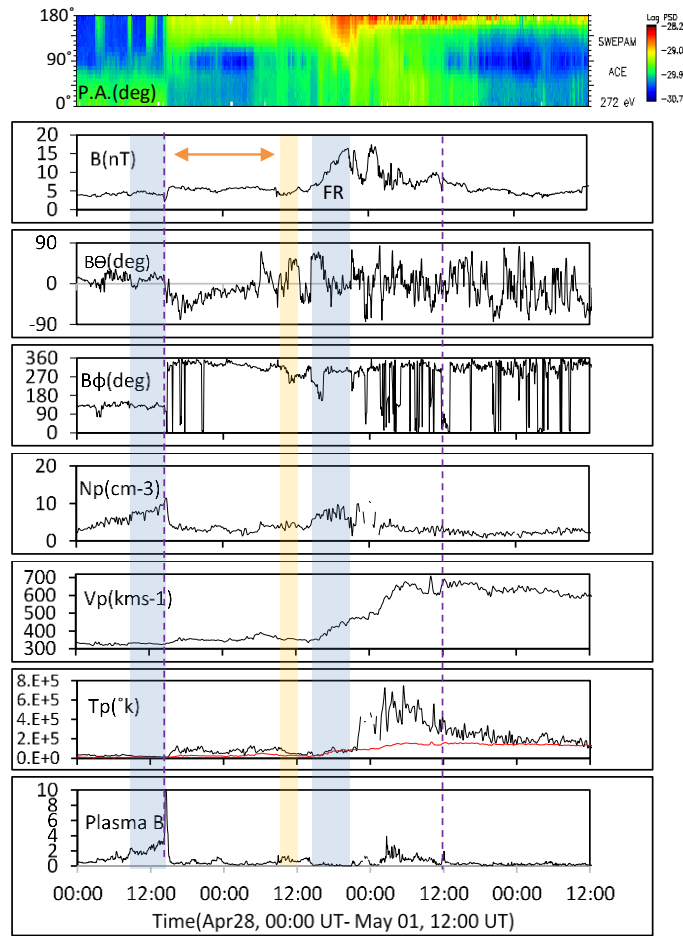 180°
90°
0°
P.A.(deg)
SWEPAM
ACE
272 eV
Log PSD
-28.2
-29.0
-29.8
-30.7
20
15
10
5
0
B(nT)
FR
90
0
-90
BΘ(deg)
360
270
180
90
0
Bϕ(deg)
20
10
0
Np(cm-3)
700
600
500
400
300
Vp(kms-1)
8.E+5
6.E+5
4.E+5
2.E+5
0.E+0
Tp(°k)
10
8
6
4
2
0
Plasma B
00:00 12:00 00:00 12:00 00:00 12:00 00:00 12:00
Time(Apr28, 00:00 UT- May 01, 12:00 UT)